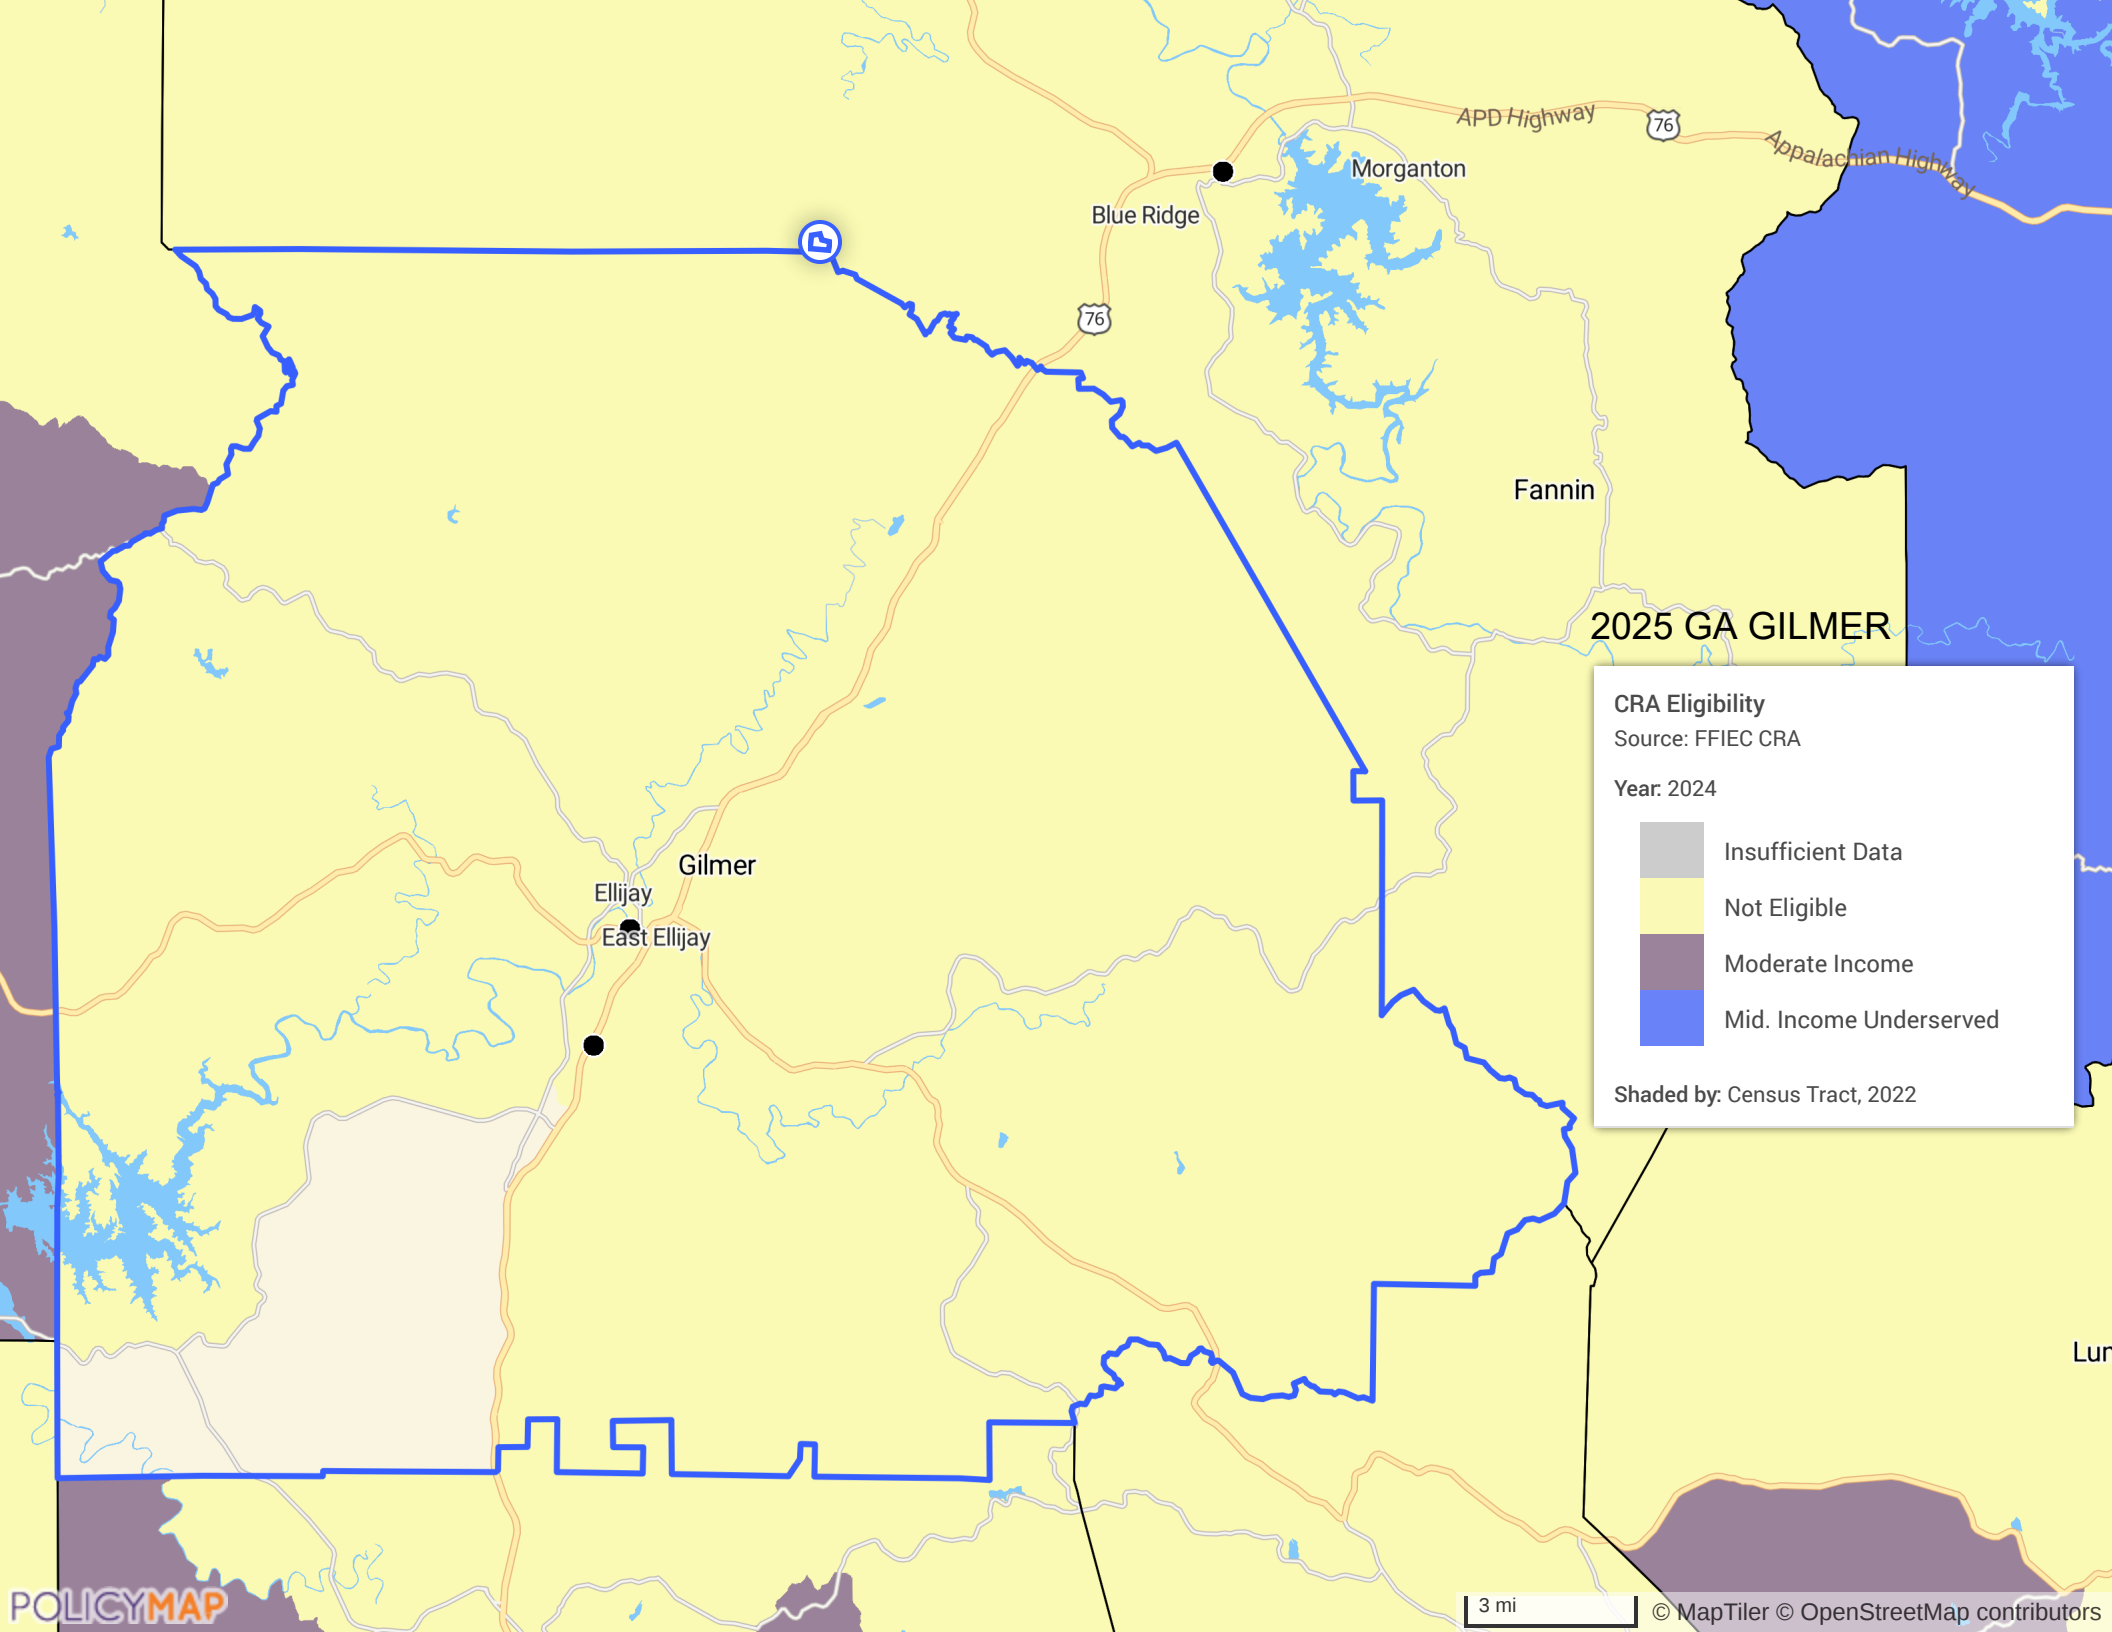 APD Highway
76
Appalachian Highway
Morganton
Blue Ridge
76
Fannin
2025 GA GILMER
CRA Eligibility
Source: FFIEC CRA
Year: 2024
Insufficient Data
Not Eligible
Moderate Income
Mid. Income Underserved
Shaded by: Census Tract, 2022
Gilmer
Ellijay
East Ellijay
Lum
POLICYMAP
3 mi
© MapTiler © OpenStreetMap contributors